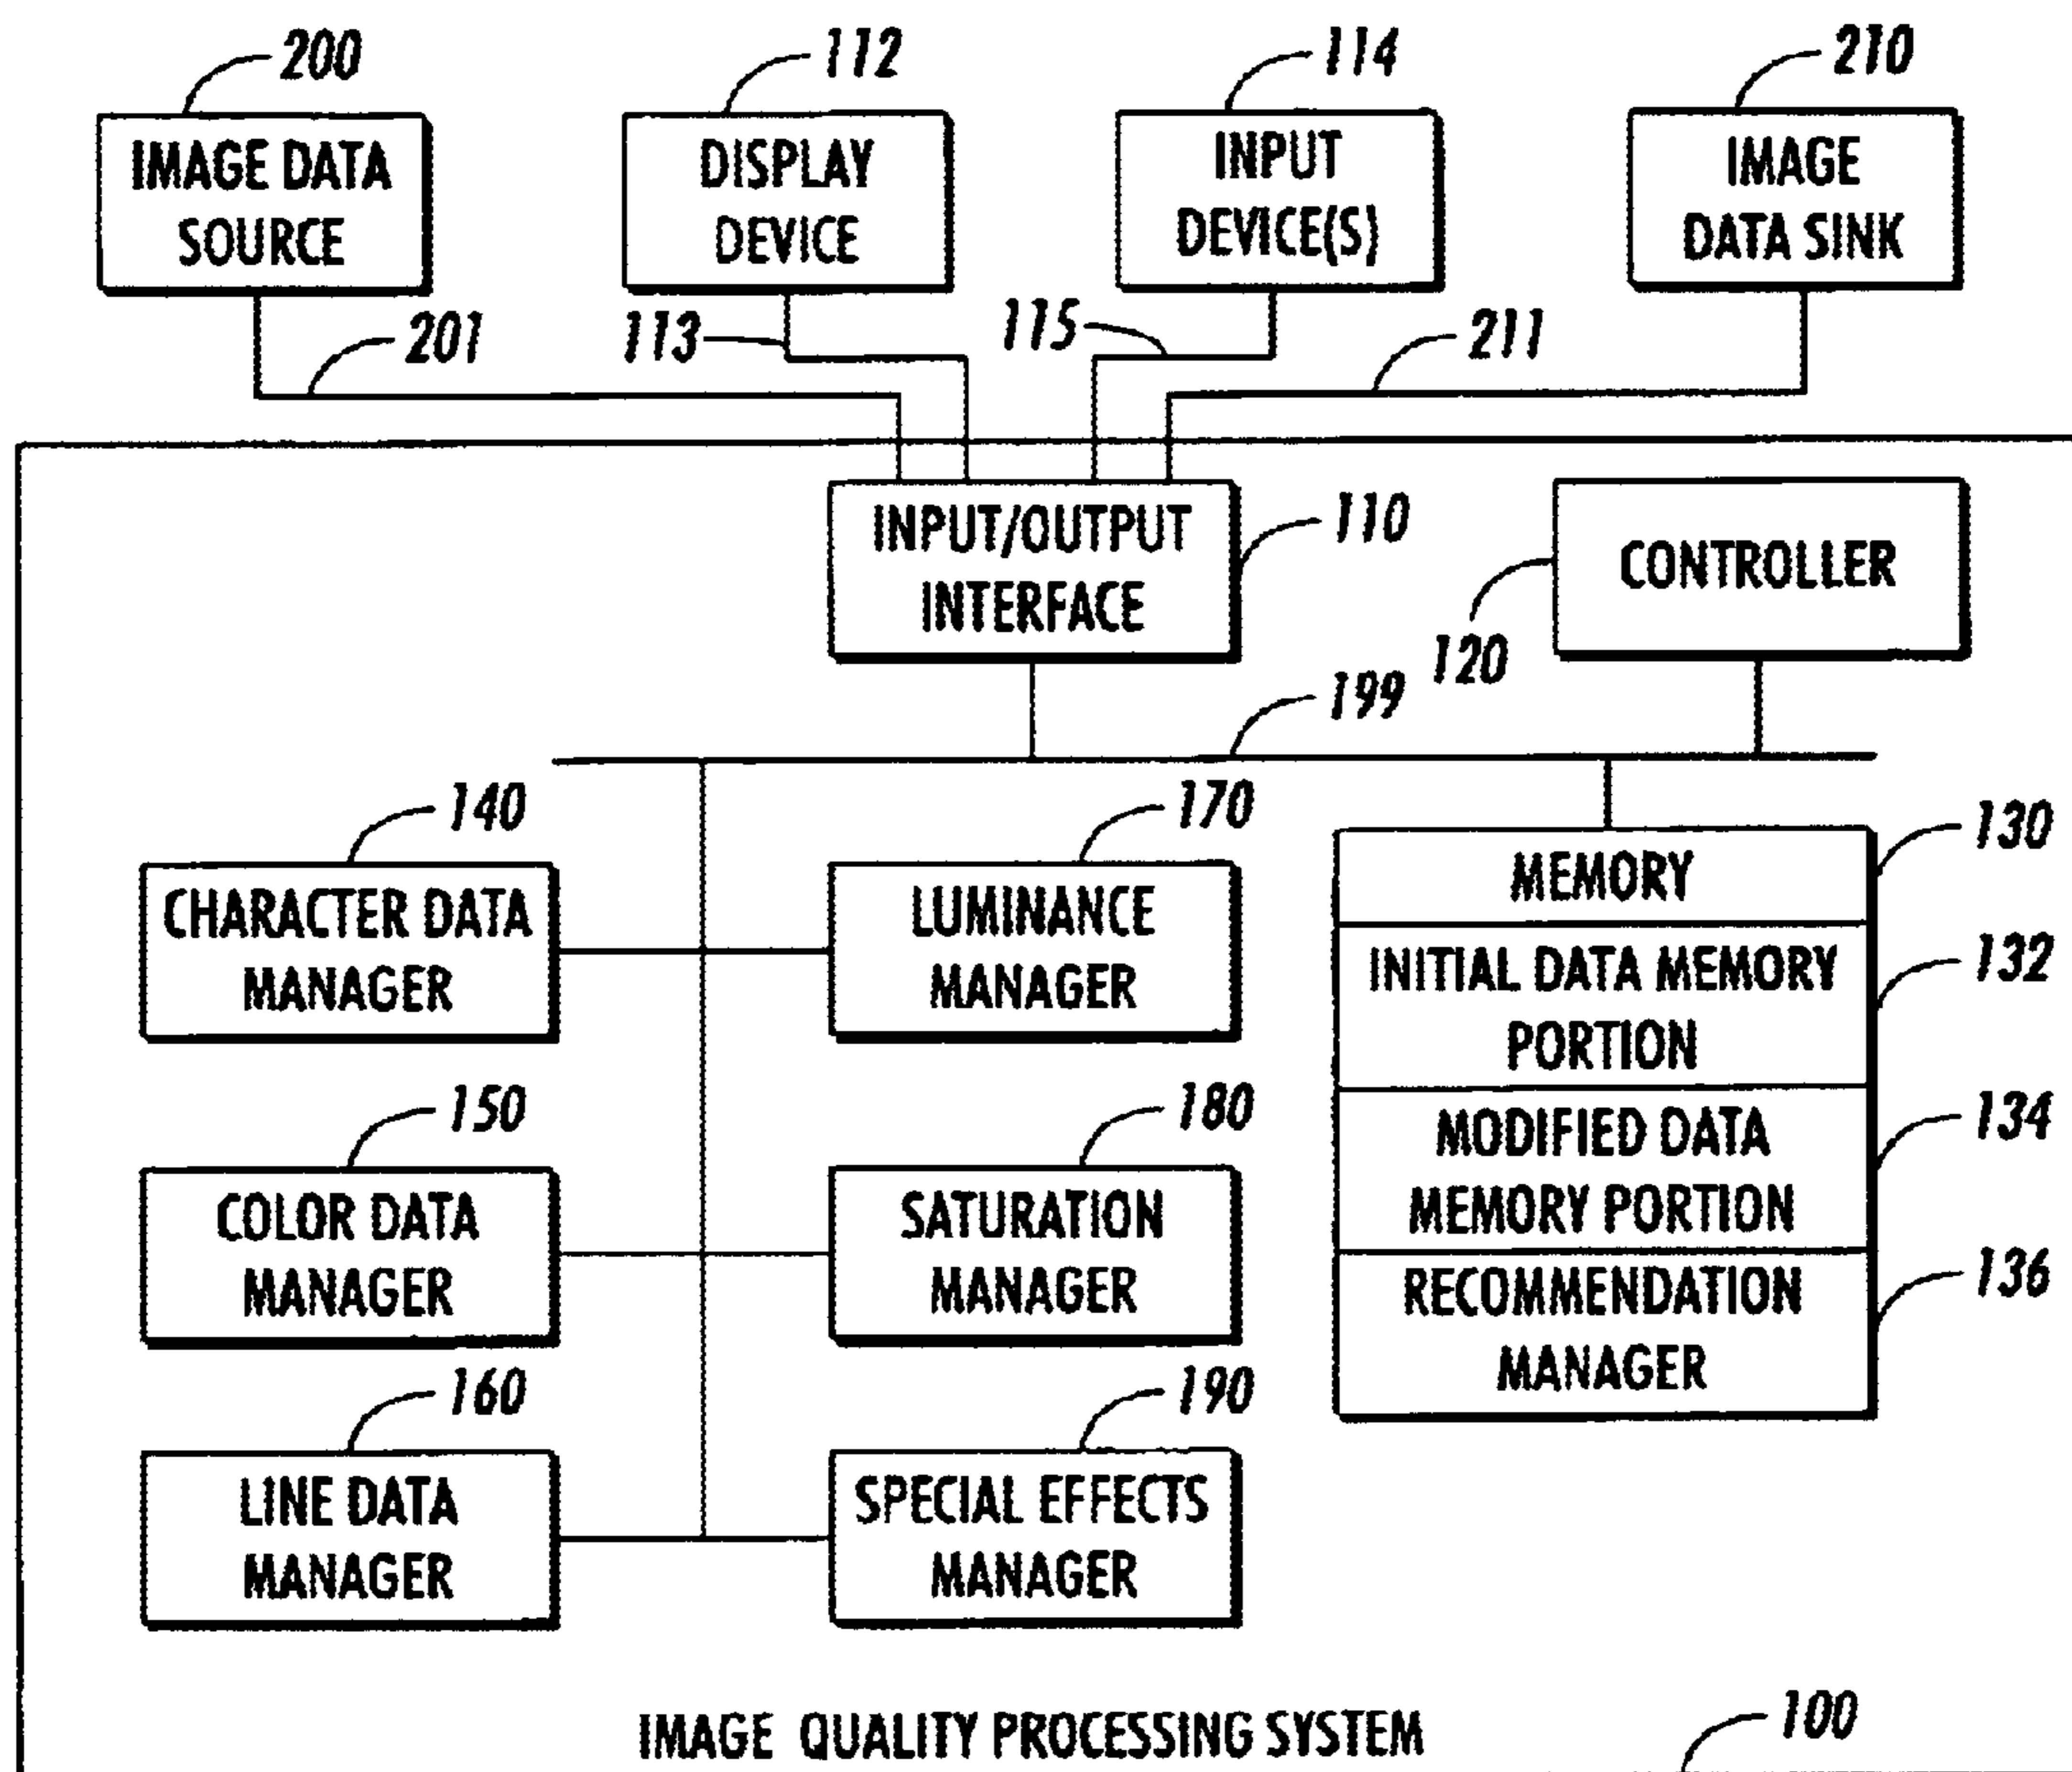 200
112
114
210
IMAGE DATA
SOURCE
DISPLAY
DEVICE
INPUT
DEVICE(S)
IMAGE
DATA SINK
201
113
115
211
INPUT/OUTPUT
INTERFACE
110
CONTROLLER
120
199
140
CHARACTER DATA
MANAGER
170
LUMINANCE
MANAGER
130
MEMORY
132
INITIAL DATA MEMORY
PORTION
134
MODIFIED DATA
MEMORY PORTION
136
RECOMMENDATION
MANAGER
150
COLOR DATA
MANAGER
180
SATURATION
MANAGER
160
LINE DATA
MANAGER
190
SPECIAL EFFECTS
MANAGER
IMAGE QUALITY PROCESSING SYSTEM
100